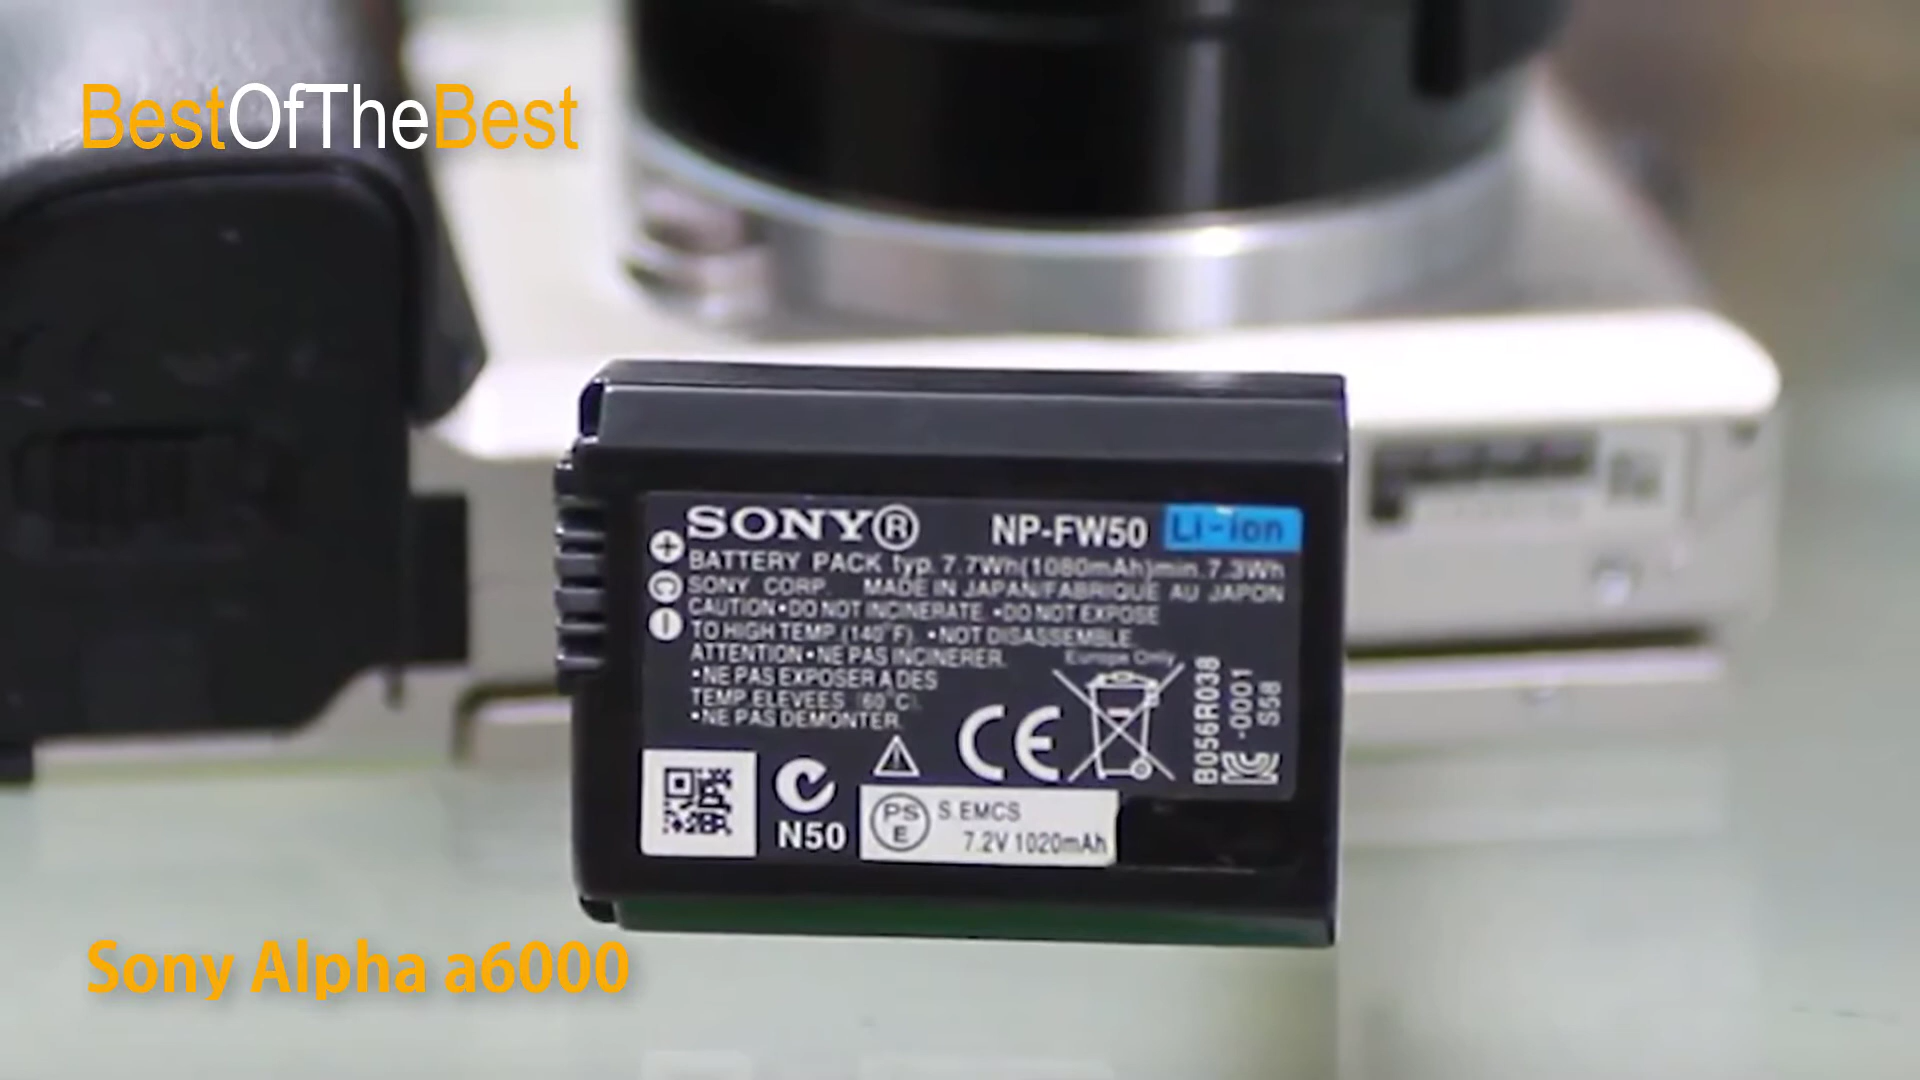 BestOfTheBest
SONY® NP-FW50 Li-ion
BATTERY PACK typ.7.7Wh(1080mAh)min.7.3Wh
SONY CORP. MADE IN JAPAN/FABRIQUE AU JAPON
CAUTION•DO NOT INCINERATE. •DO NOT EXPOSE
TO HIGH TEMP.(140°F). •NOT DISASSEMBLE.
ATTENTION•NE PAS INCINERER.
Europe Only
•NE PAS EXPOSER A DES
TEMP.ELEVEES (60°C).
•NE PAS DEMONTER.
CE
B056R038
-0001
S58
N50
PS
E
S.EMCS
7.2V 1020mAh
Sony Alpha a6000